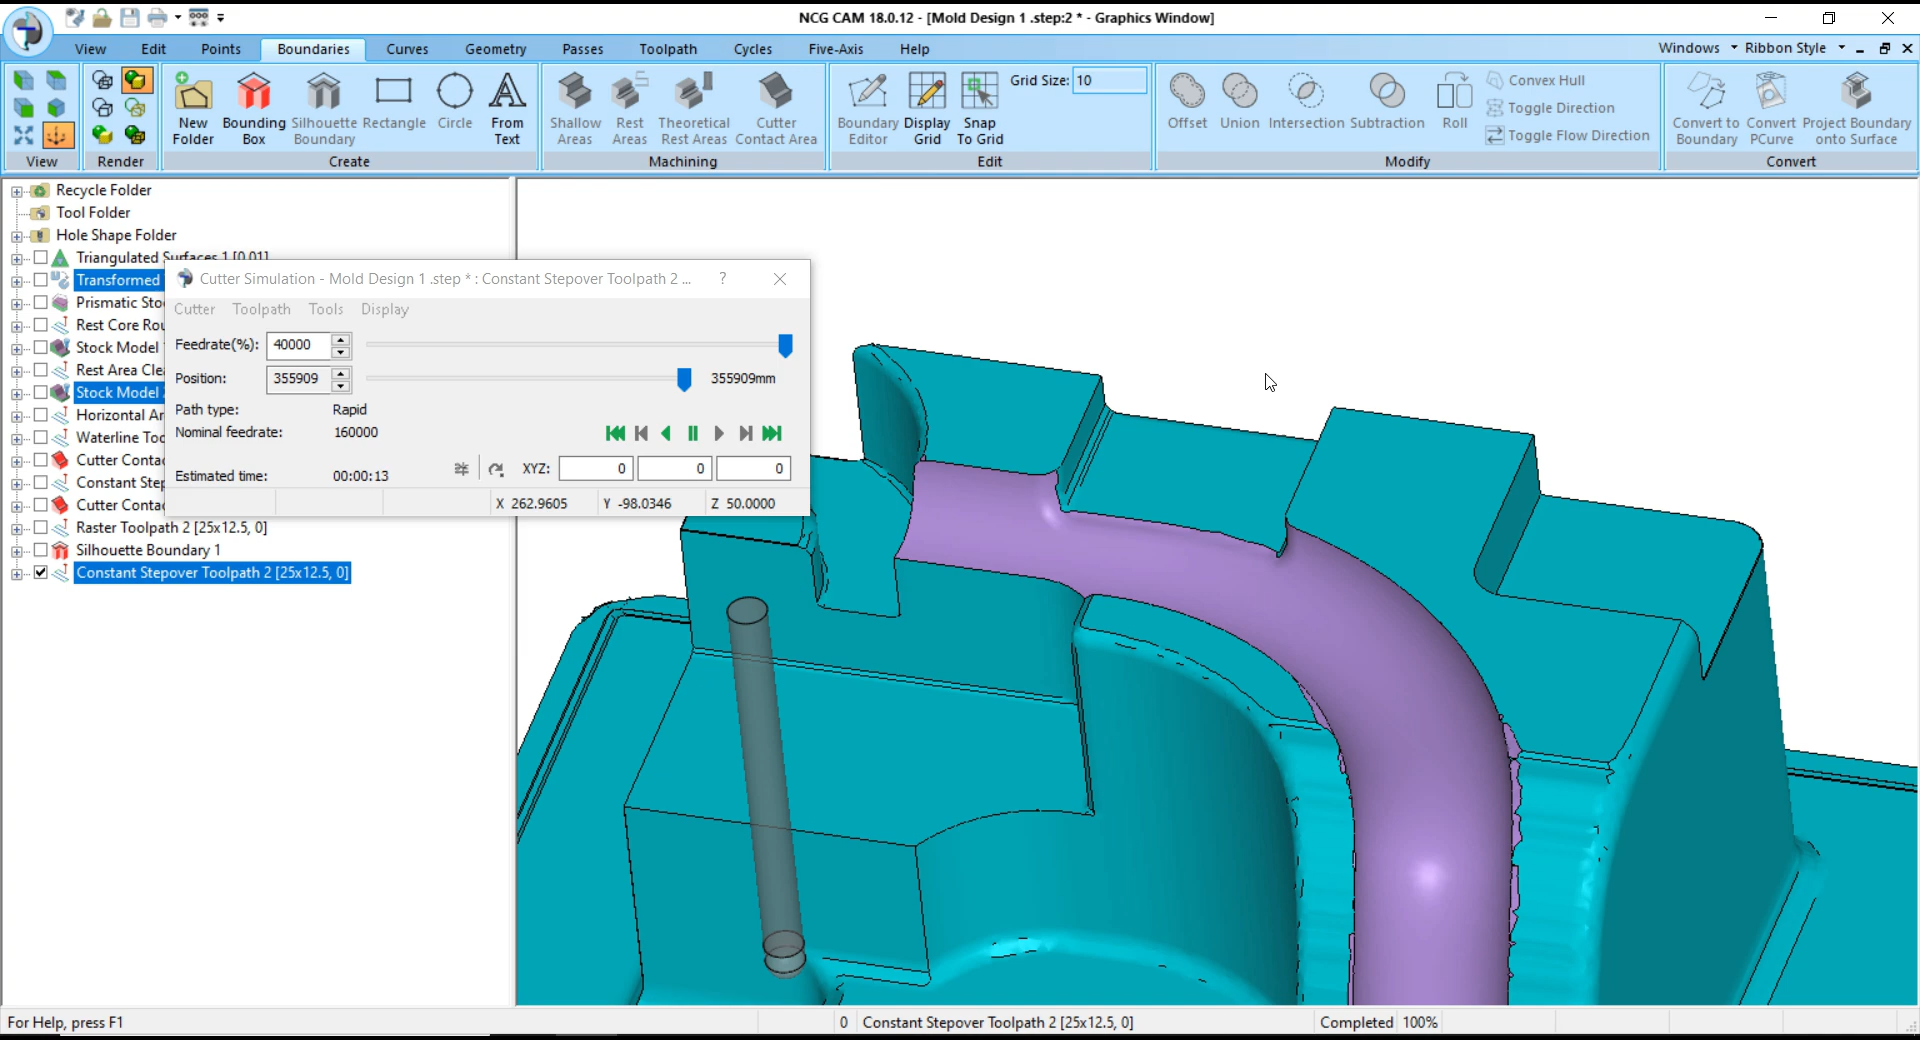 NCG CAM 18.0.12 - [Mold Design 1 .step:2 * - Graphics Window]
View Edit Points Boundaries Curves Geometry Passes Toolpath Cycles Five-Axis Help Windows Ribbon Style
New Folder Bounding Box Silhouette Boundary Rectangle Circle From Text Shallow Areas Rest Areas Theoretical Rest Areas Cutter Contact Area Boundary Editor Display Grid Snap To Grid Grid Size: 10 Offset Union Intersection Subtraction Roll Convex Hull
Toggle Direction
Toggle Flow Direction
Convert to Boundary Convert PCurve Project Boundary onto Surface
View Render Create Machining Edit Modify Convert
Recycle Folder
Tool Folder
Hole Shape Folder
Triangulated Surfaces 1 [0.01]
Transformed
Prismatic Sto
Rest Core Rou
Stock Model
Rest Area Cle
Stock Model
Horizontal Ar
Waterline Too
Cutter Contac
Constant Step
Cutter Contac
Raster Toolpath 2 [25x12.5, 0]
Silhouette Boundary 1
Constant Stepover Toolpath 2 [25x12.5, 0]
Cutter Simulation - Mold Design 1 .step * : Constant Stepover Toolpath 2 ... ?
Cutter Toolpath Tools Display
Feedrate(%): 40000
Position: 355909 355909mm
Path type: Rapid
Nominal feedrate: 160000
Estimated time: 00:00:13 XYZ: 0 0 0
X 262.9605 Y -98.0346 Z 50.0000
For Help, press F1 0 Constant Stepover Toolpath 2 [25x12.5, 0] Completed 100%